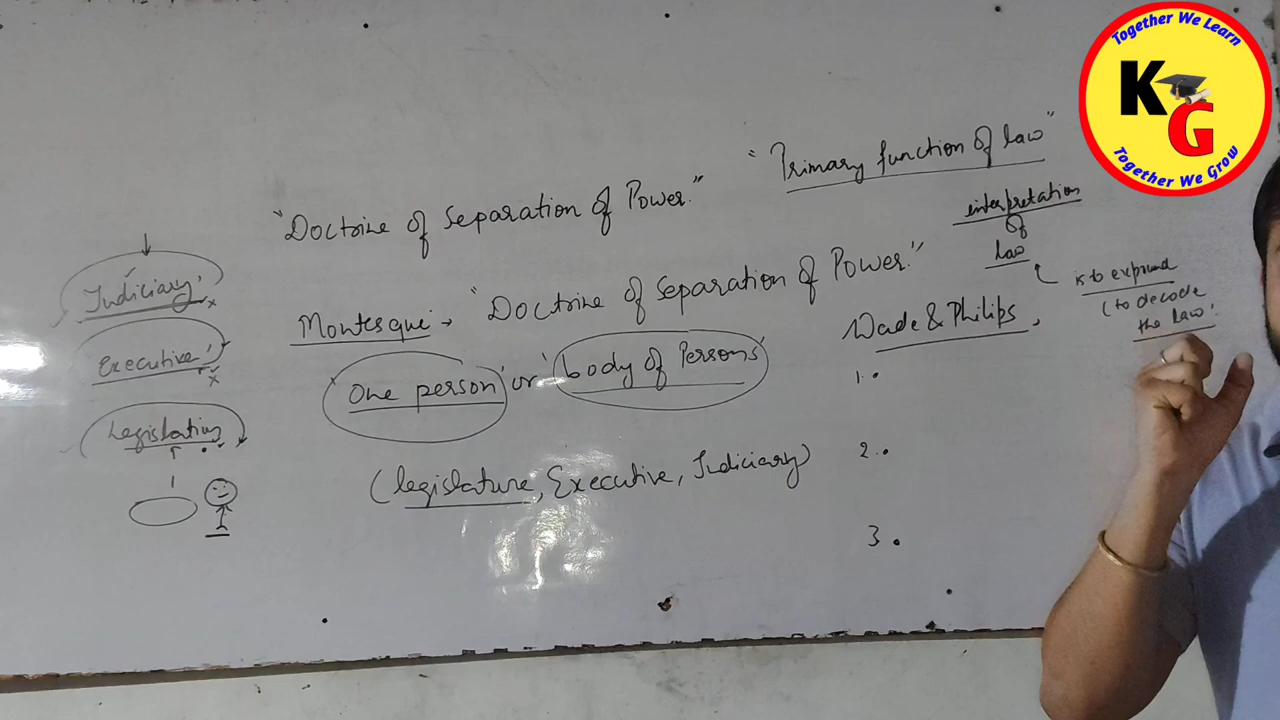 Together We Learn
K G
Together We Grow
"Primary function of law"
interpretation
of
law
is to expound
(to decode
the law.
"Doctrine of Separation of Power."
Judiciary,
Executive,
Legislation
Montesqui → "Doctrine of Separation of Power."
'One person' or 'body of Persons'
(legislature, Executive, Judiciary)
Wade & Philips,
1.
2.
3.